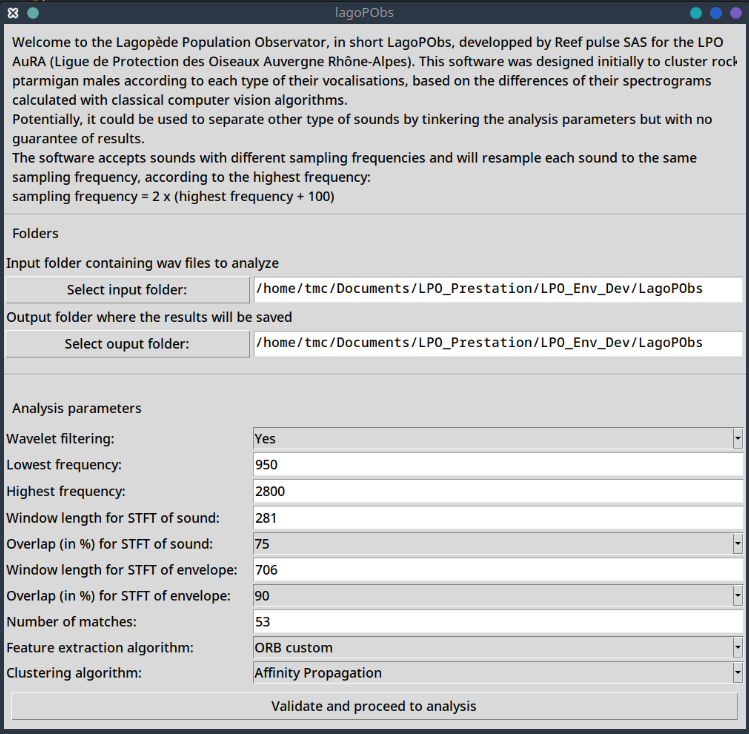 lagoPObs
Welcome to the Lagopède Population Observator, in short LagoPObs, developped by Reef pulse SAS for the LPO
AuRA (Ligue de Protection des Oiseaux Auvergne Rhône-Alpes). This software was designed initially to cluster rock
ptarmigan males according to each type of their vocalisations, based on the differences of their spectrograms
calculated with classical computer vision algorithms.
Potentially, it could be used to separate other type of sounds by tinkering the analysis parameters but with no
guarantee of results.
The software accepts sounds with different sampling frequencies and will resample each sound to the same
sampling frequency, according to the highest frequency:
sampling frequency = 2 x (highest frequency + 100)
Folders
Input folder containing wav files to analyze
Select input folder: /home/tmc/Documents/LPO_Prestation/LPO_Env_Dev/LagoPObs
Output folder where the results will be saved
Select ouput folder: /home/tmc/Documents/LPO_Prestation/LPO_Env_Dev/LagoPObs
Analysis parameters
Wavelet filtering: Yes
Lowest frequency: 950
Highest frequency: 2800
Window length for STFT of sound: 281
Overlap (in %) for STFT of sound: 75
Window length for STFT of envelope: 706
Overlap (in %) for STFT of envelope: 90
Number of matches: 53
Feature extraction algorithm: ORB custom
Clustering algorithm: Affinity Propagation
Validate and proceed to analysis